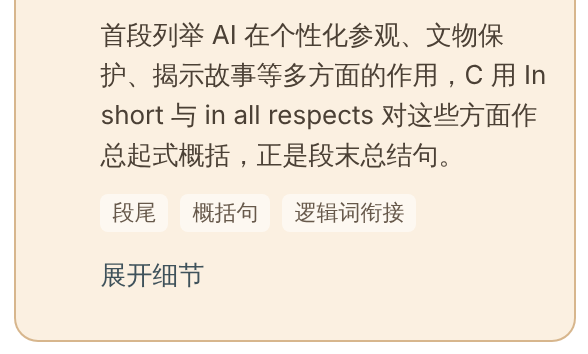 首段列举 AI 在个性化参观、文物保
护、揭示故事等多方面的作用，C 用 In
short 与 in all respects 对这些方面作
总起式概括，正是段末总结句。
段尾 概括句 逻辑词衔接
展开细节